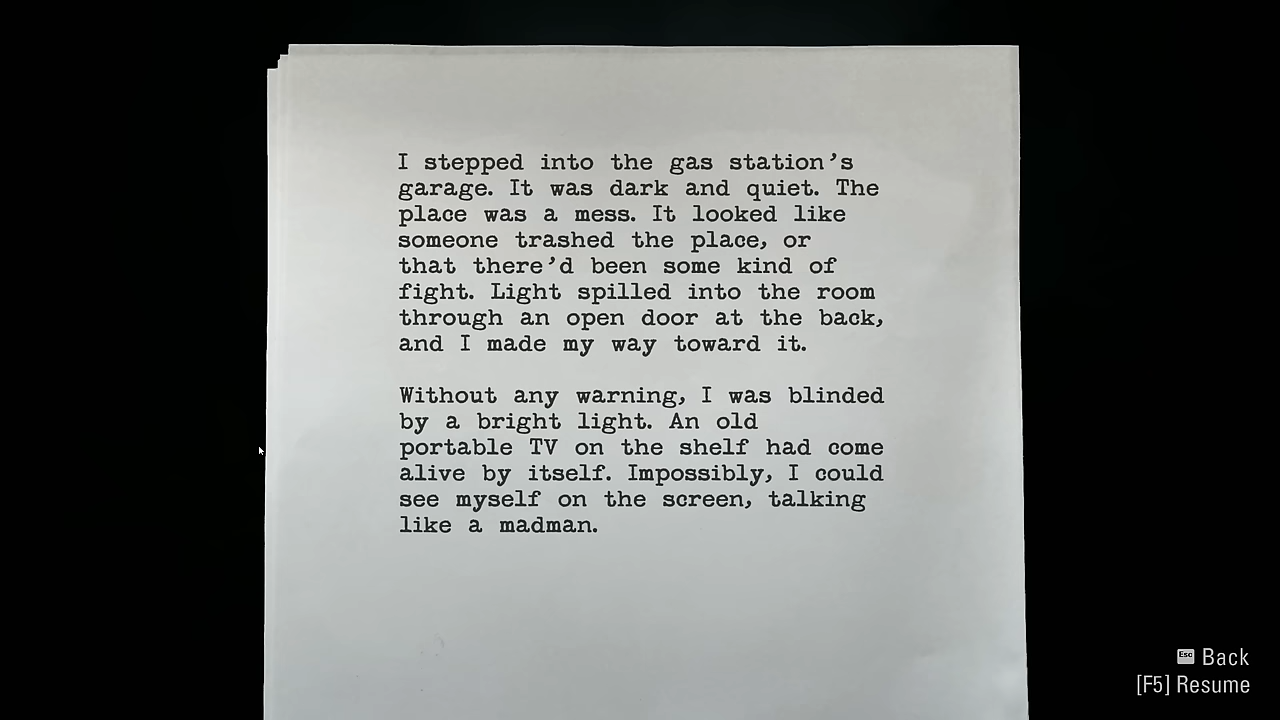 I stepped into the gas station's
garage. It was dark and quiet. The
place was a mess. It looked like
someone trashed the place, or
that there'd been some kind of
fight. Light spilled into the room
through an open door at the back,
and I made my way toward it.
Without any warning, I was blinded
by a bright light. An old
portable TV on the shelf had come
alive by itself. Impossibly, I could
see myself on the screen, talking
like a madman.
Esc Back
[F5] Resume